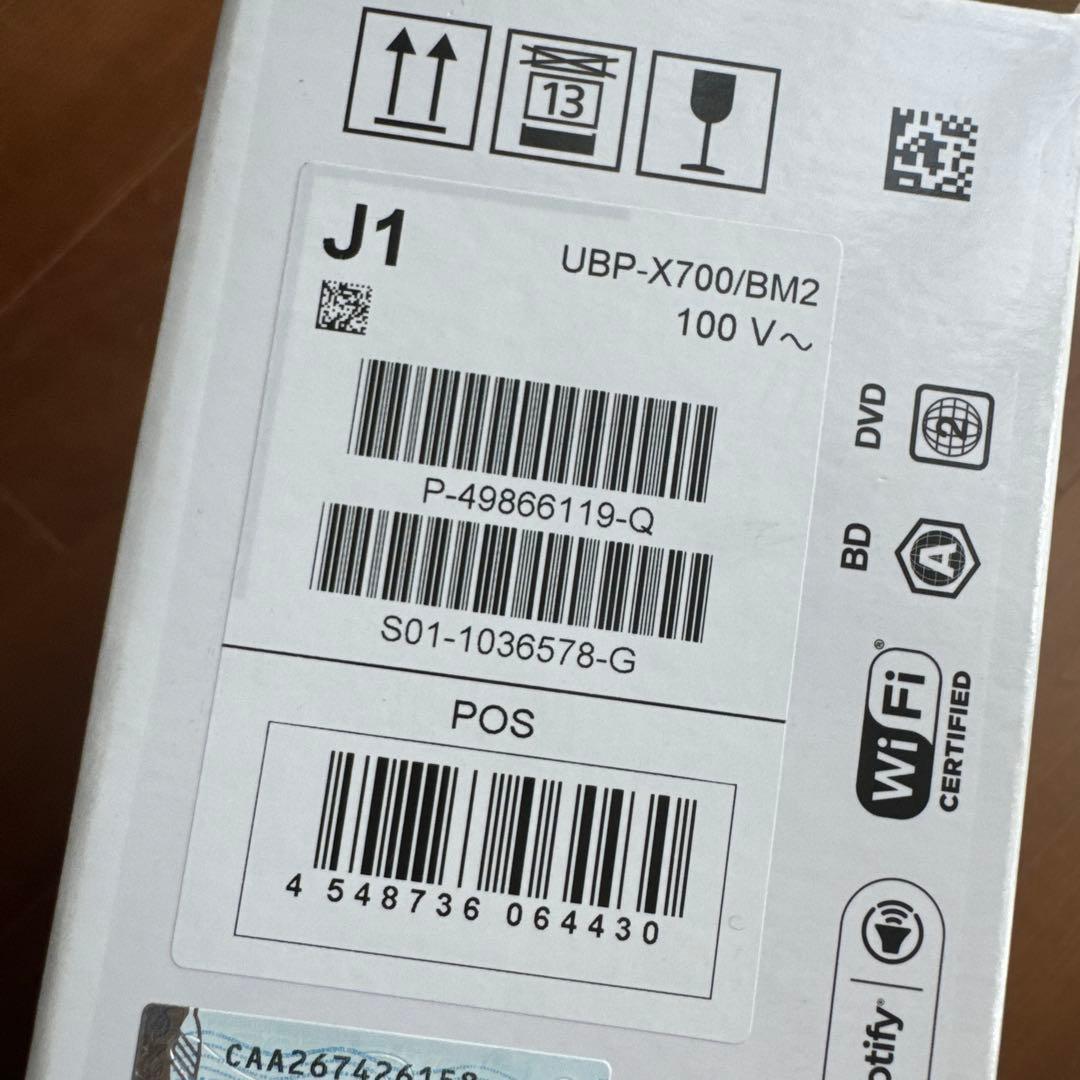 13
J1
UBP-X700/BM2
100 V~
P-49866119-Q
S01-1036578-G
POS
4 548736 064430
DVD
2
BD
A
Wi Fi®
CERTIFIED